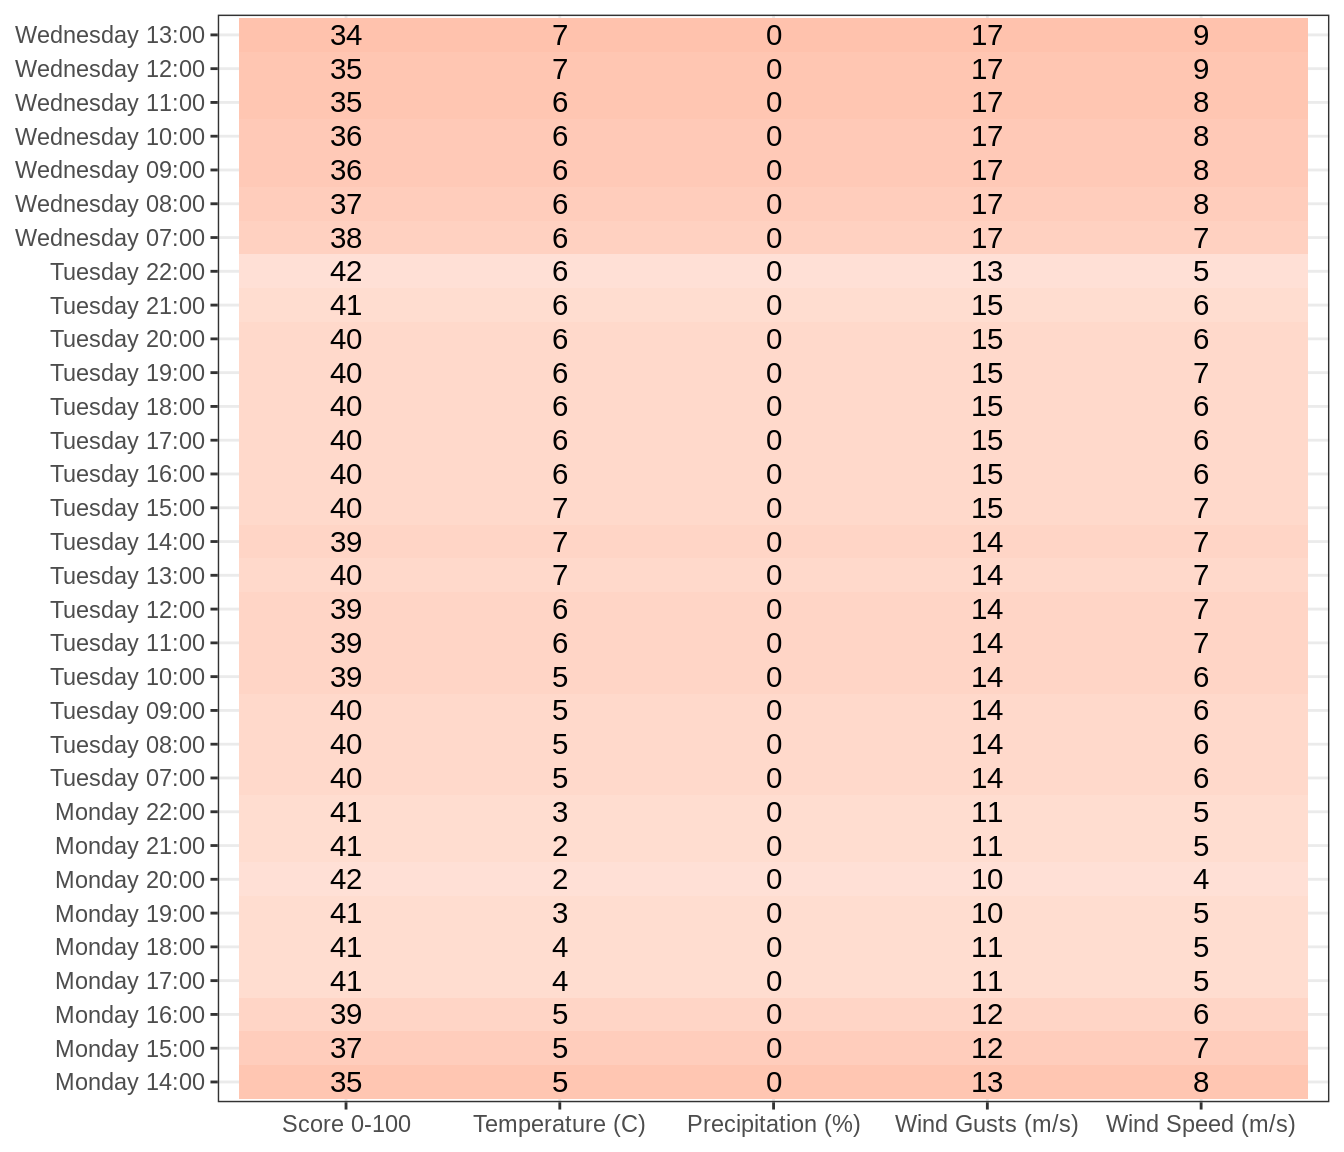 Wednesday 13:00 34 7 0 17 9
Wednesday 12:00 35 7 0 17 9
Wednesday 11:00 35 6 0 17 8
Wednesday 10:00 36 6 0 17 8
Wednesday 09:00 36 6 0 17 8
Wednesday 08:00 37 6 0 17 8
Wednesday 07:00 38 6 0 17 7
Tuesday 22:00 42 6 0 13 5
Tuesday 21:00 41 6 0 15 6
Tuesday 20:00 40 6 0 15 6
Tuesday 19:00 40 6 0 15 7
Tuesday 18:00 40 6 0 15 6
Tuesday 17:00 40 6 0 15 6
Tuesday 16:00 40 6 0 15 6
Tuesday 15:00 40 7 0 15 7
Tuesday 14:00 39 7 0 14 7
Tuesday 13:00 40 7 0 14 7
Tuesday 12:00 39 6 0 14 7
Tuesday 11:00 39 6 0 14 7
Tuesday 10:00 39 5 0 14 6
Tuesday 09:00 40 5 0 14 6
Tuesday 08:00 40 5 0 14 6
Tuesday 07:00 40 5 0 14 6
Monday 22:00 41 3 0 11 5
Monday 21:00 41 2 0 11 5
Monday 20:00 42 2 0 10 4
Monday 19:00 41 3 0 10 5
Monday 18:00 41 4 0 11 5
Monday 17:00 41 4 0 11 5
Monday 16:00 39 5 0 12 6
Monday 15:00 37 5 0 12 7
Monday 14:00 35 5 0 13 8
Score 0-100 Temperature (C) Precipitation (%) Wind Gusts (m/s) Wind Speed (m/s)